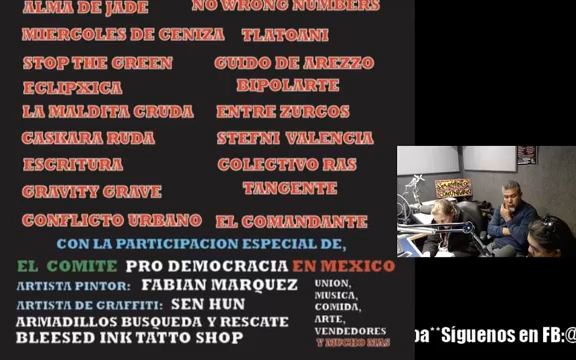 ALMA DE JADE
NO WRONG NUMBERS
MIERCOLES DE CENIZA
TLATOANI
STOP THE GREEN
GUIDO DE AREZZO
ECLIPXICA
BIPOLARTE
LA MALDITA CRUDA
ENTRE ZURCOS
CASKARA RUDA
STEFNI VALENCIA
ESCRITURA
COLECTIVO RAS
GRAVITY GRAVE
TANGENTE
CONFLICTO URBANO
EL COMANDANTE
CON LA PARTICIPACION ESPECIAL DE,
EL COMITE PRO DEMOCRACIA EN MEXICO
ARTISTA PINTOR: FABIAN MARQUEZ
ARTISTA DE GRAFFITI: SEN HUN
ARMADILLOS BUSQUEDA Y RESCATE
BLEESED INK TATTO SHOP
UNION,
MUSICA,
COMIDA,
ARTE,
VENDEDORES
Y MUCHO MAS
pa**Síguenos en FB:@